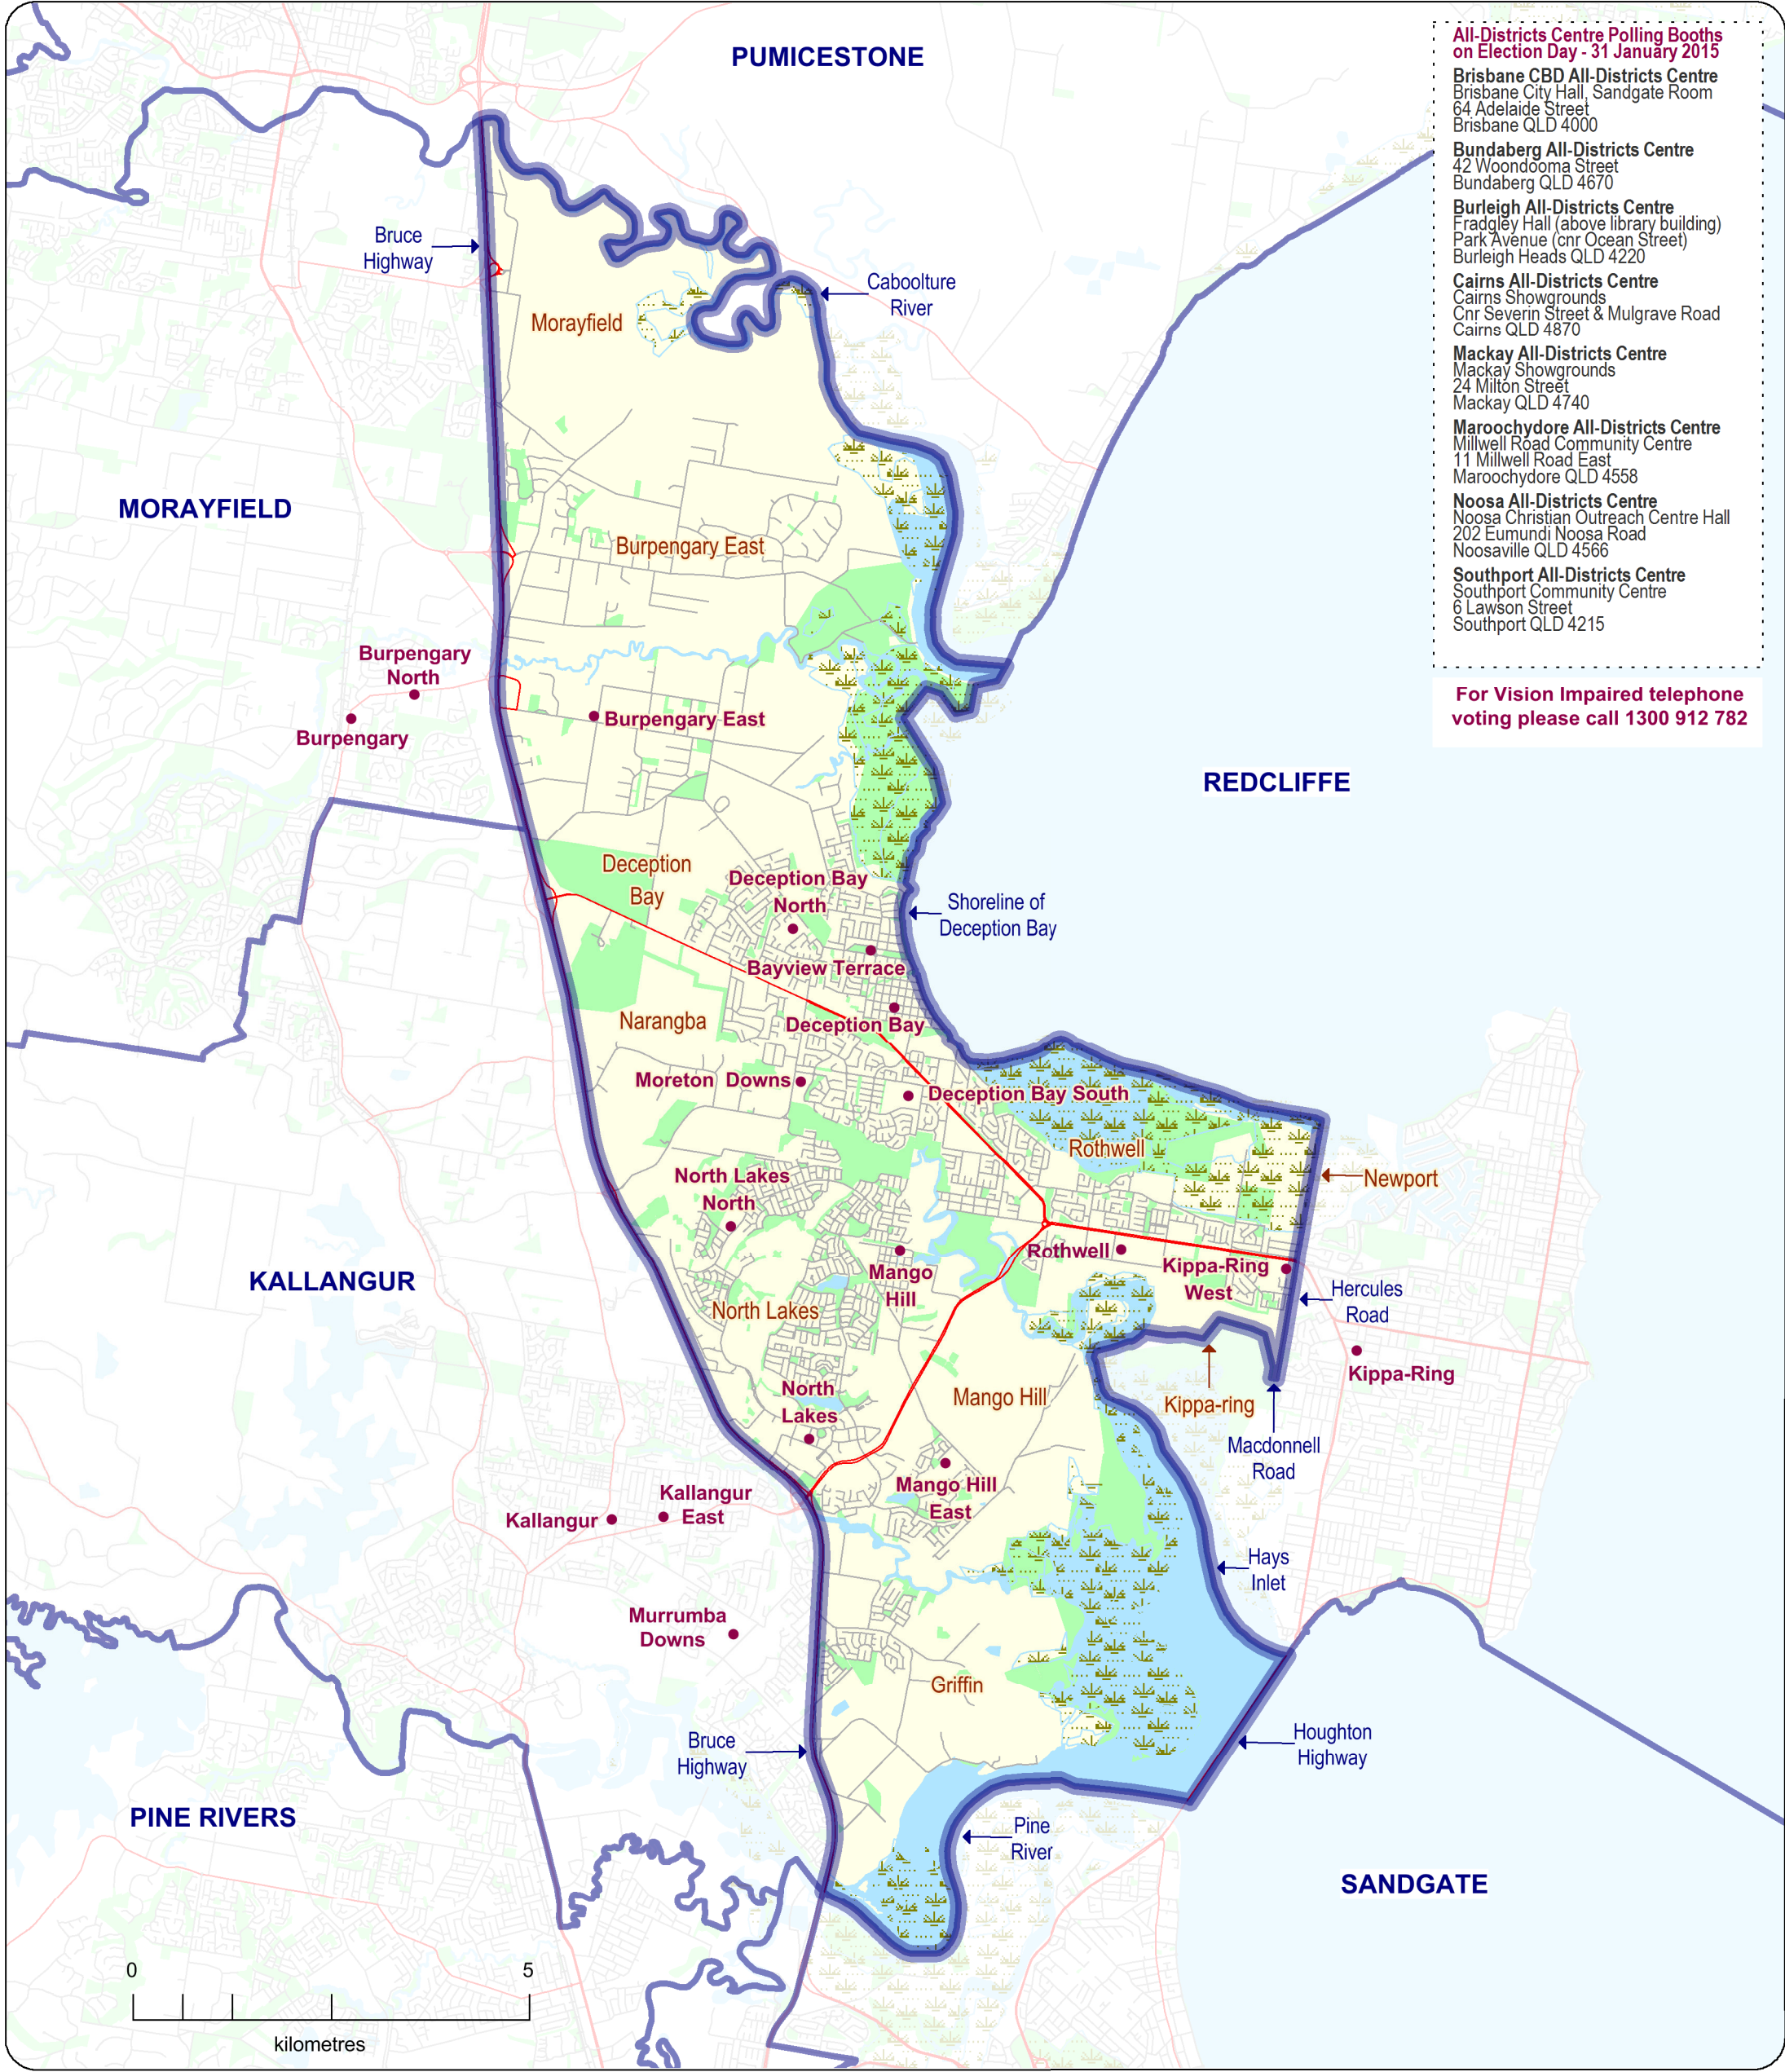 PUMICESTONE
All-Districts Centre Polling Booths
on Election Day - 31 January 2015
Brisbane CBD All-Districts Centre
Brisbane City Hall, Sandgate Room
64 Adelaide Street
Brisbane QLD 4000
Bundaberg All-Districts Centre
42 Woondooma Street
Bundaberg QLD 4670
Burleigh All-Districts Centre
Fradgley Hall (above library building)
Park Avenue (cnr Ocean Street)
Burleigh Heads QLD 4220
Cairns All-Districts Centre
Cairns Showgrounds
Cnr Severin Street & Mulgrave Road
Cairns QLD 4870
Mackay All-Districts Centre
Mackay Showgrounds
24 Milton Street
Mackay QLD 4740
Maroochydore All-Districts Centre
Millwell Road Community Centre
11 Millwell Road East
Maroochydore QLD 4558
Noosa All-Districts Centre
Noosa Christian Outreach Centre Hall
202 Eumundi Noosa Road
Noosaville QLD 4566
Southport All-Districts Centre
Southport Community Centre
6 Lawson Street
Southport QLD 4215
For Vision Impaired telephone
voting please call 1300 912 782
Bruce
Highway
Caboolture
River
Morayfield
MORAYFIELD
Burpengary East
Burpengary
North
Burpengary East
Burpengary
REDCLIFFE
Deception
Bay
Deception Bay
North
Shoreline of
Deception Bay
Bayview Terrace
Narangba
Deception Bay
Moreton Downs
Deception Bay South
Rothwell
North Lakes
North
Newport
Rothwell
Mango
Hill
Kippa-Ring
West
KALLANGUR
North Lakes
Hercules
Road
Kippa-Ring
North
Lakes
Mango Hill
Kippa-ring
Macdonnell
Road
Mango Hill
East
Kallangur
Kallangur
East
Hays
Inlet
Murrumba
Downs
Griffin
Bruce
Highway
Houghton
Highway
PINE RIVERS
Pine
River
SANDGATE
0 5
kilometres